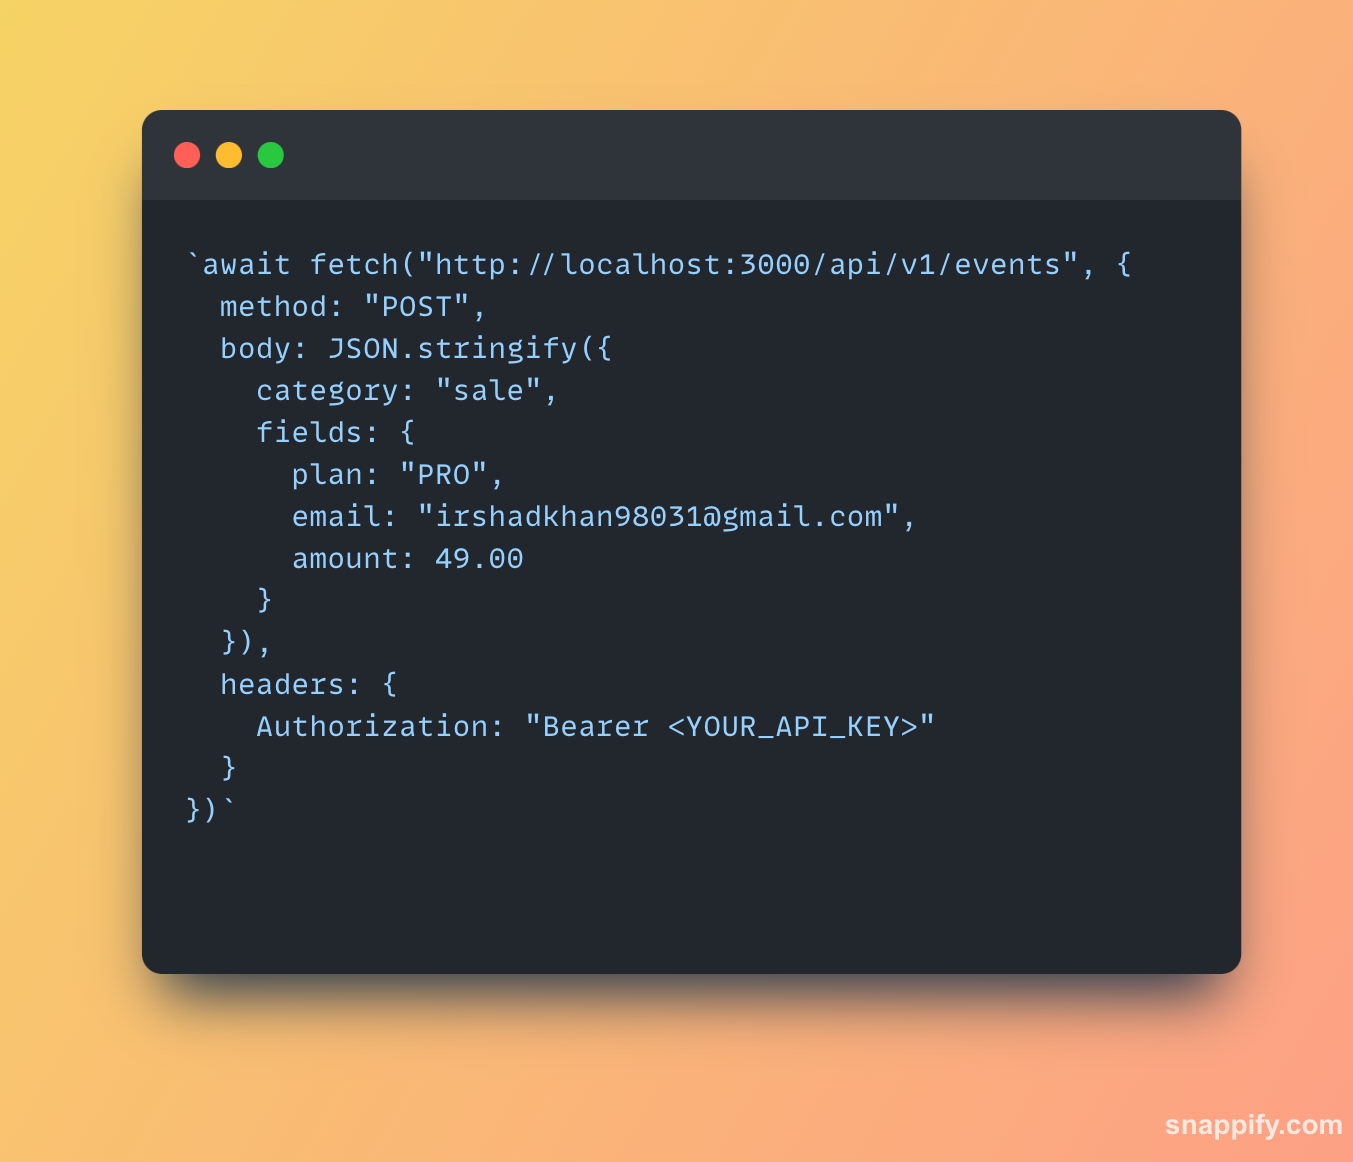 `await fetch("http://localhost:3000/api/v1/events", {
  method: "POST",
  body: JSON.stringify({
    category: "sale",
    fields: {
      plan: "PRO",
      email: "irshadkhan98031@gmail.com",
      amount: 49.00
    }
  }),
  headers: {
    Authorization: "Bearer <YOUR_API_KEY>"
  }
})`
snappify.com